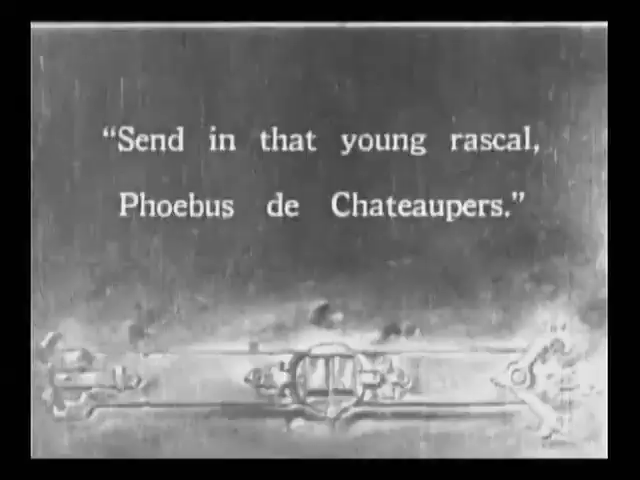 “Send in that young rascal,
Phoebus de Chateaupers.”